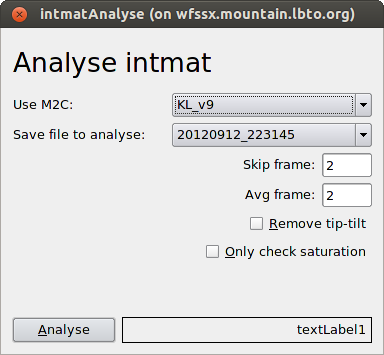 intmatAnalyse (on wfssx.mountain.lbto.org)
Analyse intmat
Use M2C: KL_v9
Save file to analyse: 20120912_223145
Skip frame: 2
Avg frame: 2
Remove tip-tilt
Only check saturation
Analyse textLabel1